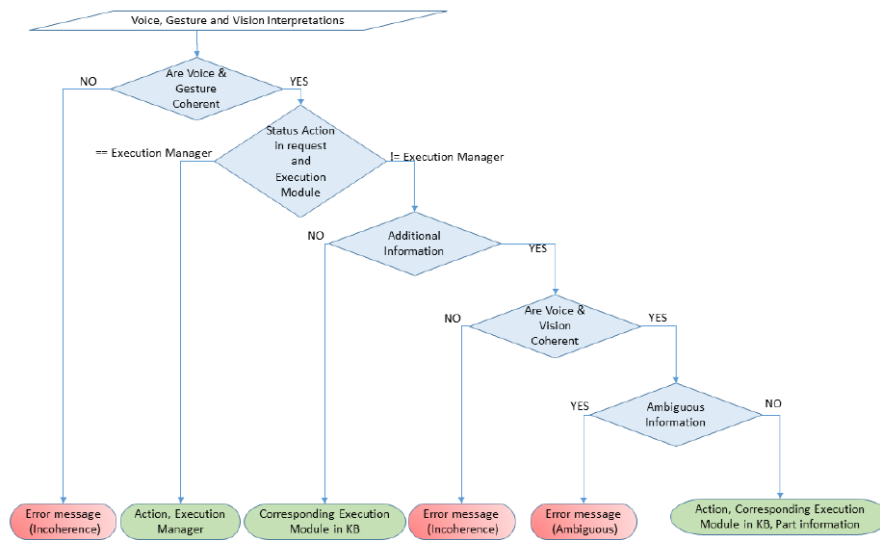 Voice, Gesture and Vision Interpretations
NO
Are Voice &
Gesture
Coherent
YES
== Execution Manager
Status Action
in request
and
Execution
Module
!= Execution Manager
NO
Additional
Information
YES
NO
Are Voice &
Vision
Coherent
YES
YES
Ambiguous
Information
NO
Error message
(Incoherence)
Action, Execution
Manager
Corresponding Execution
Module in KB
Error message
(Incoherence)
Error message
(Ambiguous)
Action, Corresponding Execution
Module in KB, Part information